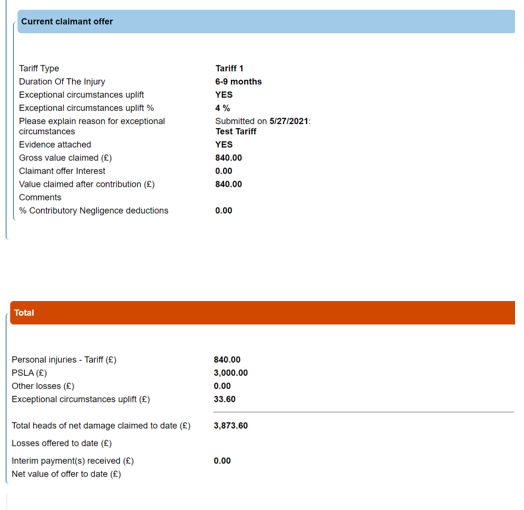 Current claimant offer
Tariff Type Tariff 1
Duration Of The Injury 6-9 months
Exceptional circumstances uplift YES
Exceptional circumstances uplift % 4 %
Please explain reason for exceptional Submitted on 5/27/2021:
circumstances Test Tariff
Evidence attached YES
Gross value claimed (£) 840.00
Claimant offer Interest 0.00
Value claimed after contribution (£) 840.00
Comments
% Contributory Negligence deductions 0.00
Total
Personal injuries - Tariff (£) 840.00
PSLA (£) 3,000.00
Other losses (£) 0.00
Exceptional circumstances uplift (£) 33.60
Total heads of net damage claimed to date (£) 3,873.60
Losses offered to date (£)
Interim payment(s) received (£) 0.00
Net value of offer to date (£)